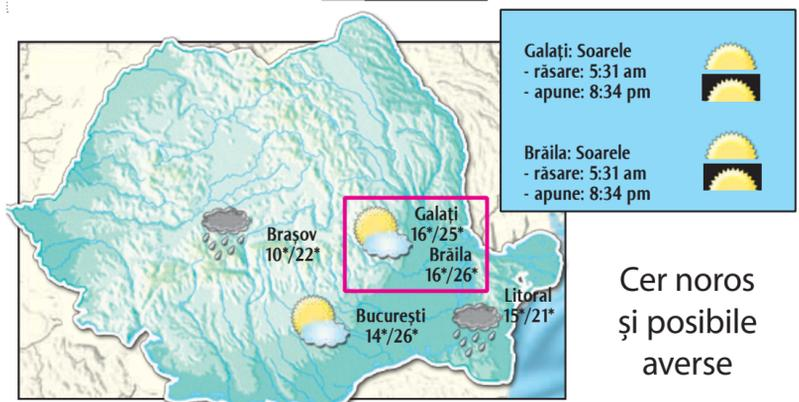 Galați: Soarele
- răsare: 5:31 am
- apune: 8:34 pm
Brăila: Soarele
- răsare: 5:31 am
- apune: 8:34 pm
Galați
16*/25*
Brăila
16*/26*
Brașov
10*/22*
București
14*/26*
Litoral
15*/21*
Cer noros
și posibile
averse